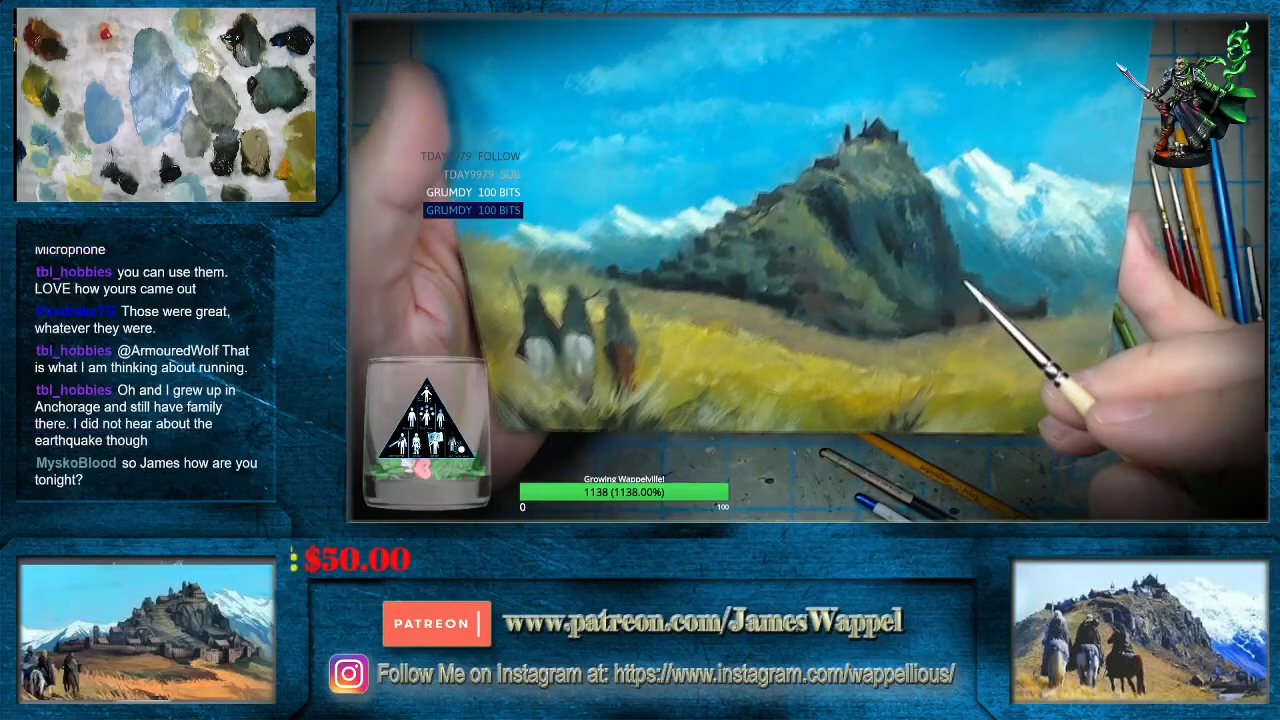 TDAY9979 FOLLOW
TDAY9979 SUB
GRUMDY 100 BITS
GRUMDY 100 BITS
Microphone
tbl_hobbies you can use them.
LOVE how yours came out
PendrakeTG Those were great,
whatever they were.
tbl_hobbies @ArmouredWolf That
is what I am thinking about running.
tbl_hobbies Oh and I grew up in
Anchorage and still have family
there. I did not hear about the
earthquake though
MyskoBlood so James how are you
tonight?
Growing Wappelville!
1138 (1138.00%)
0
100
: $50.00
PATREON
www.patreon.com/JamesWappel
Follow Me on Instagram at: https://www.instagram.com/wappellious/